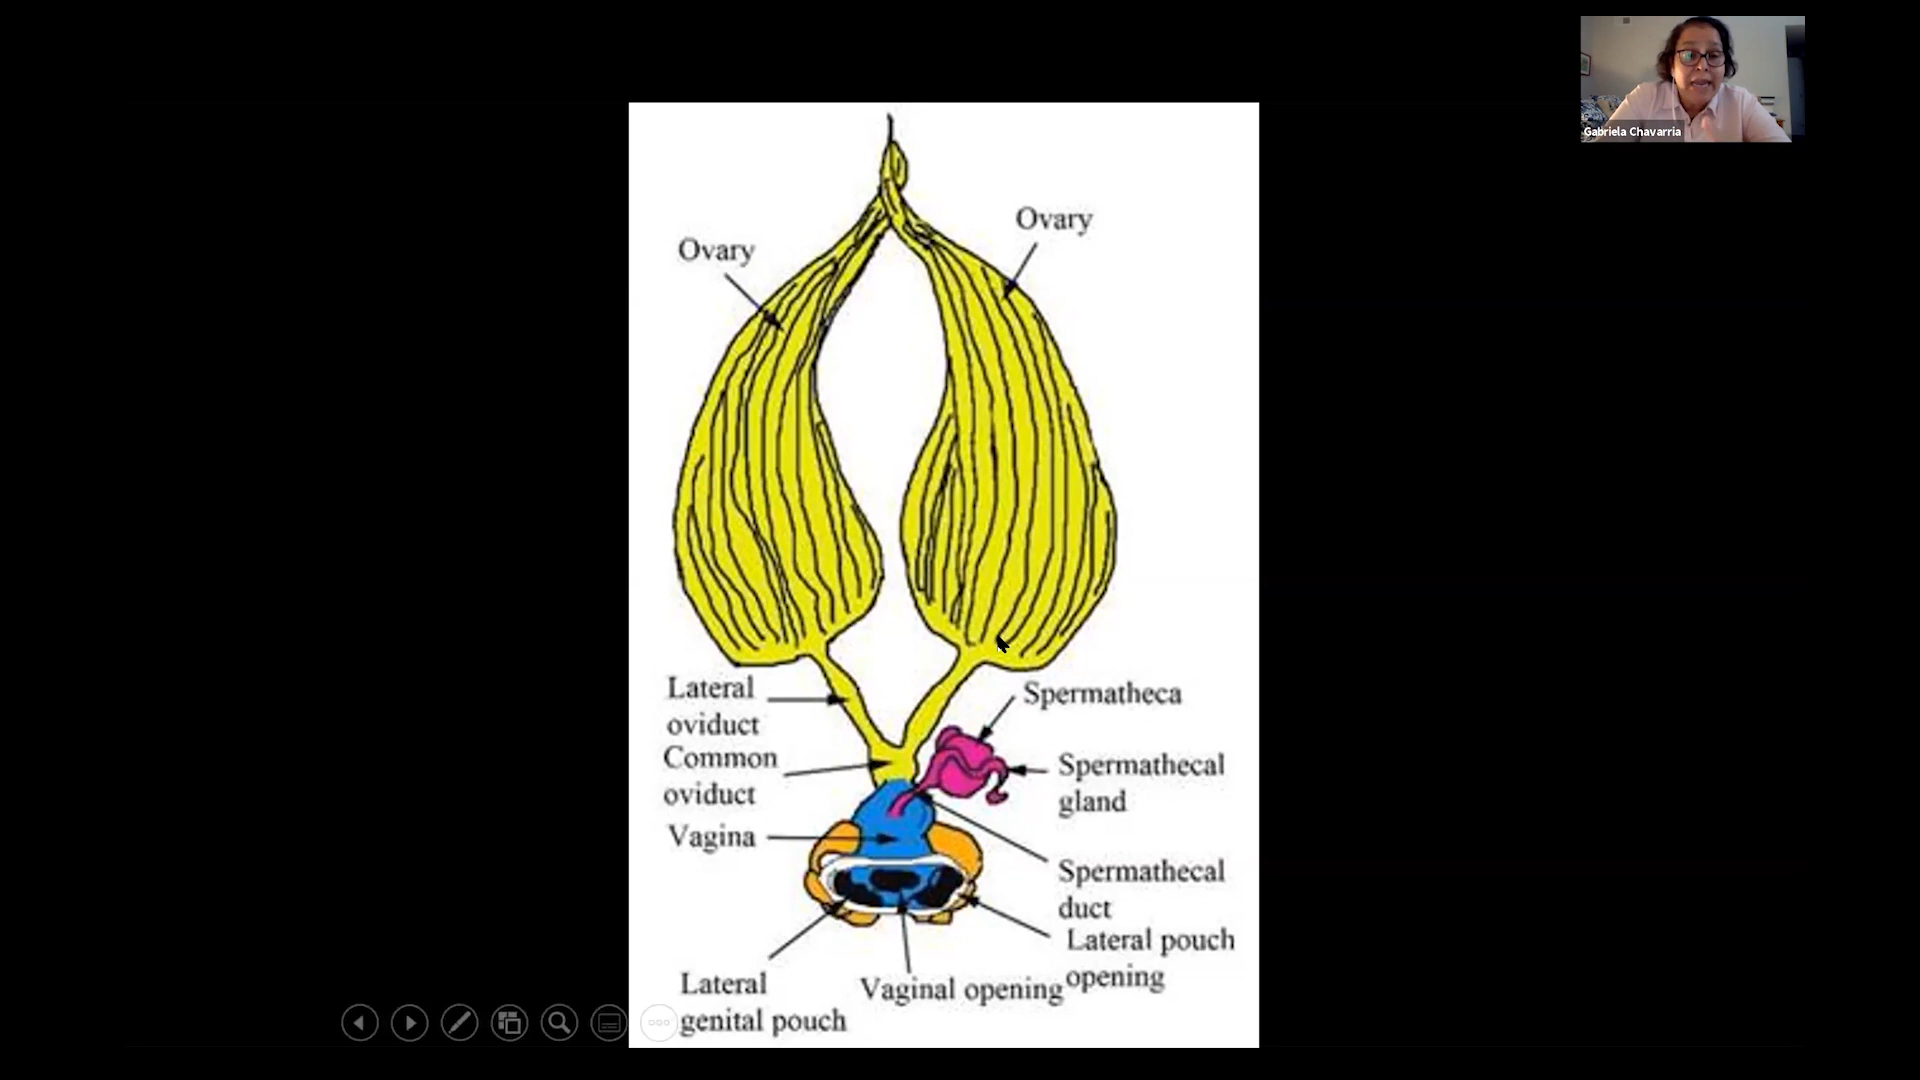 Gabriela Chavarria
Ovary
Ovary
Lateral
oviduct
Common
oviduct
Vagina
Spermatheca
Spermathecal
gland
Spermathecal
duct
Lateral pouch
opening
Vaginal opening
Lateral
genital pouch